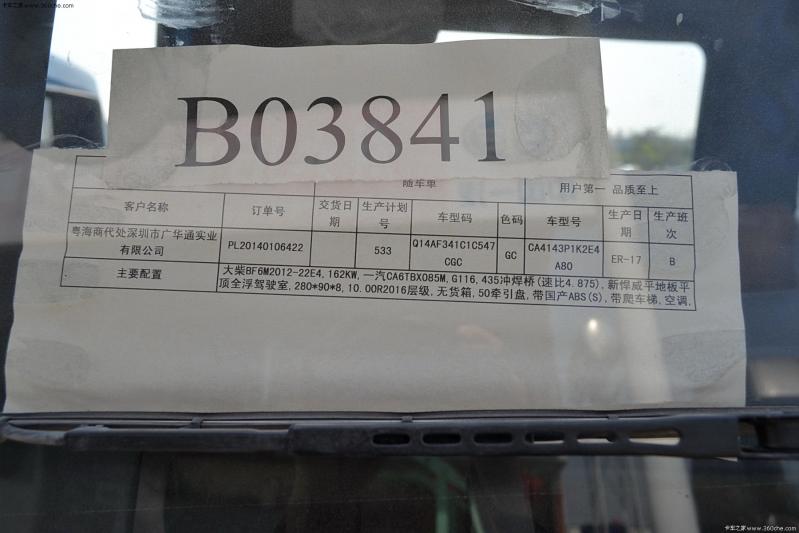 卡车之家 www.360che.com
B03841
随车单 用户第一 品质至上
客户名称 订单号 交货日期 生产计划号 车型码 色码 车型号 生产日期 生产班次
粤海商代处深圳市广华通实业有限公司 PL20140106422 533 Q14AF341C1C547CGC GC CA4143P1K2E4A80 ER-17 B
主要配置 大柴BF6M2012-22E4, 162KW, 一汽CA6TBX085M, G116, 435冲焊桥(速比4.875), 新悍威平地板平
顶全浮驾驶室, 280*90*8, 10.00R2016层级, 无货箱, 50牵引盘, 带国产ABS(S), 带爬车梯, 空调,
卡车之家 www.360che.com